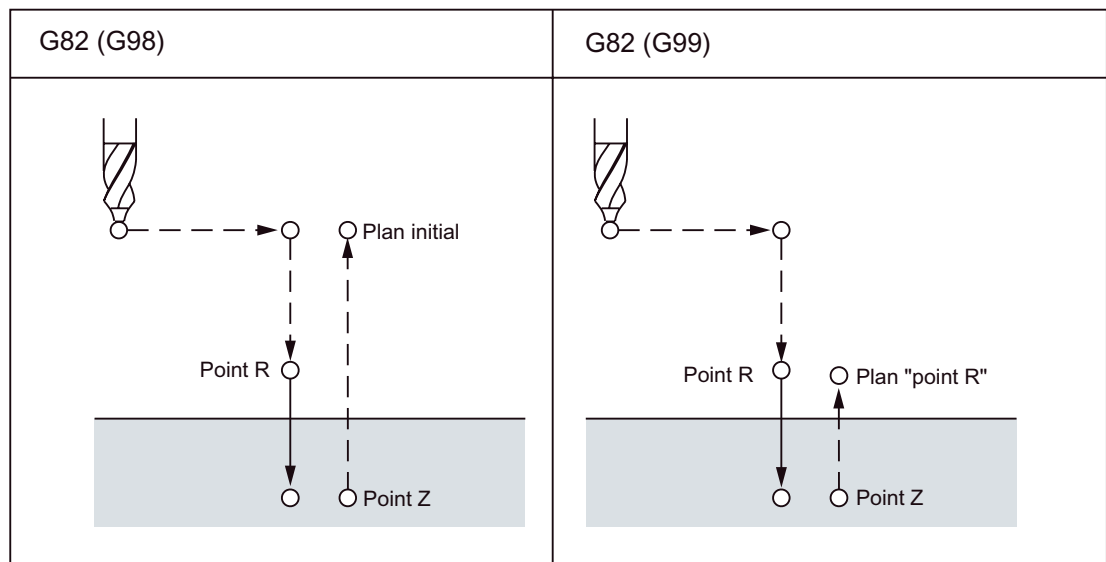 G82 (G98)
G82 (G99)
Plan initial
Point R
Point Z
Point R
Plan "point R"
Point Z